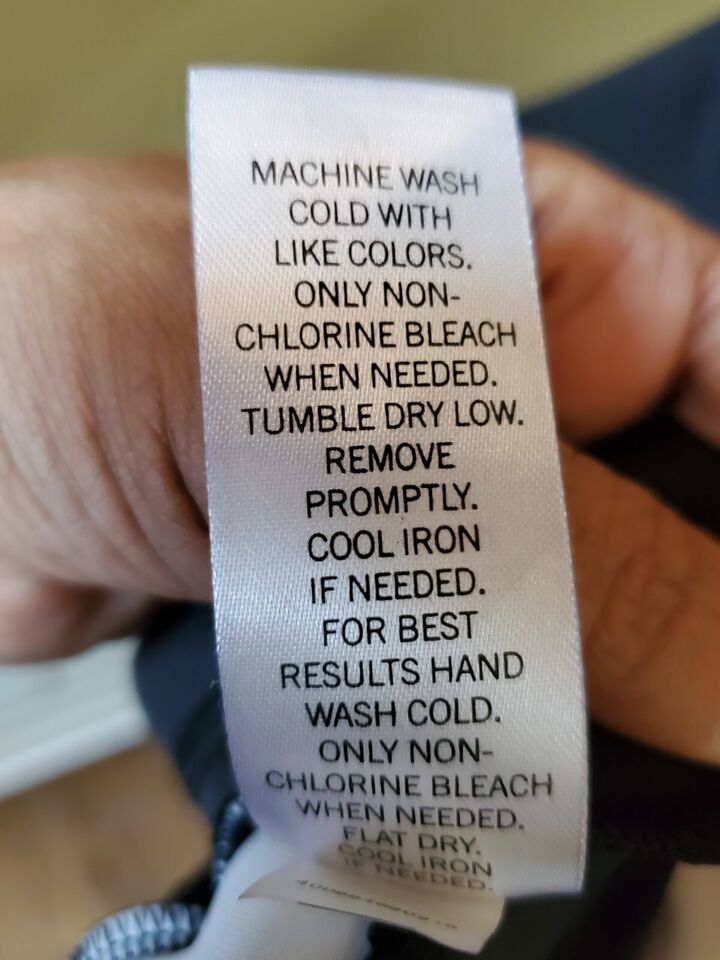 MACHINE WASH
COLD WITH
LIKE COLORS.
ONLY NON-
CHLORINE BLEACH
WHEN NEEDED.
TUMBLE DRY LOW.
REMOVE
PROMPTLY.
COOL IRON
IF NEEDED.
FOR BEST
RESULTS HAND
WASH COLD.
ONLY NON-
CHLORINE BLEACH
WHEN NEEDED.
FLAT DRY.
COOL IRON
IF NEEDED.